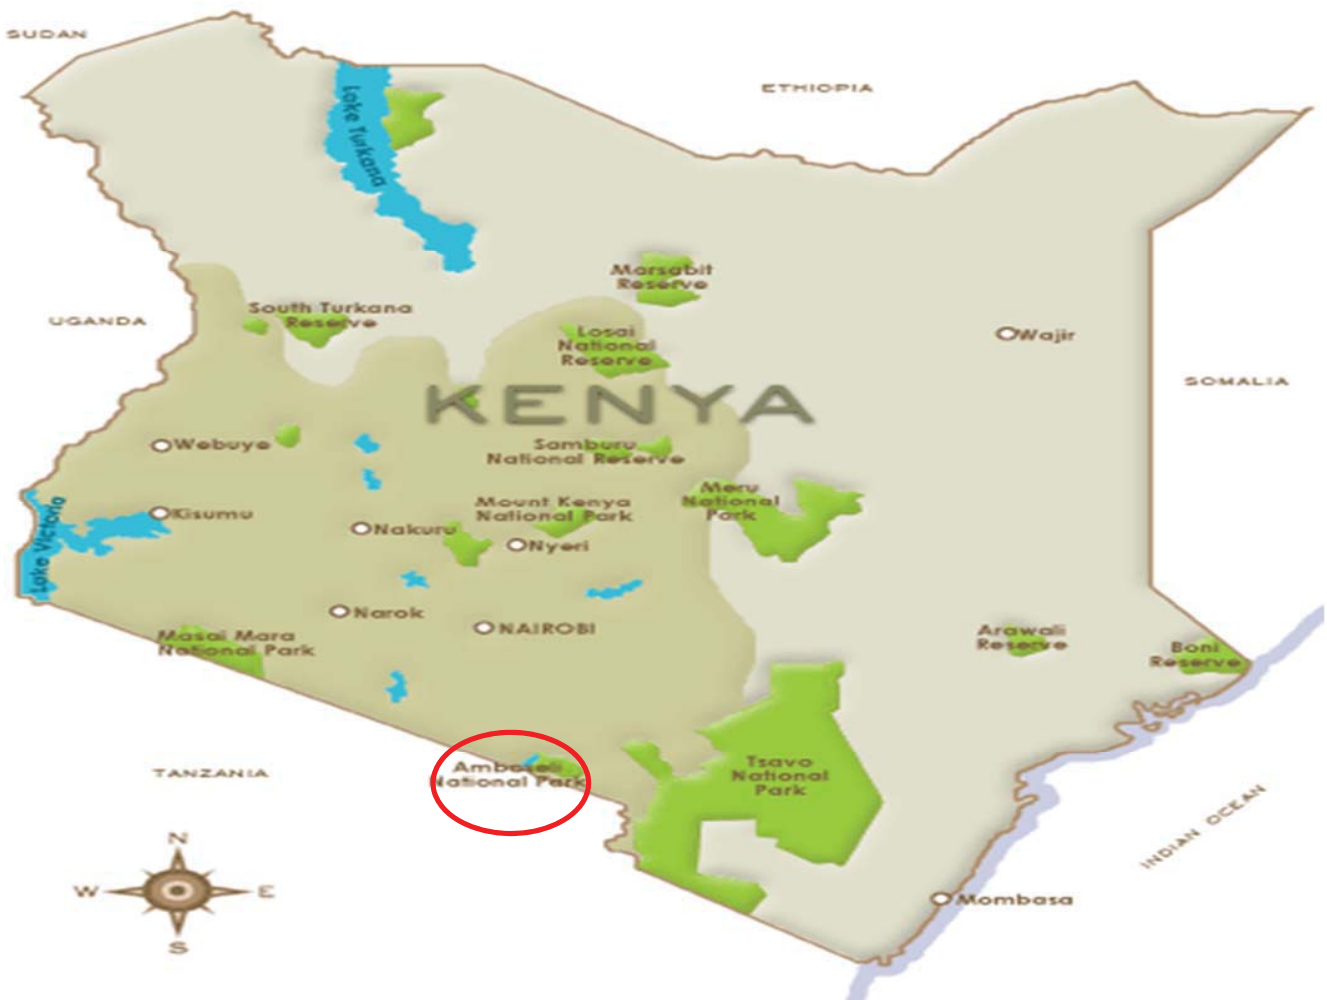 SUDAN
ETHIOPIA
Lake Turkana
Marsabit
Reserve
South Turkana
Reserve
UGANDA
Losai
National
Reserve
Wajir
SOMALIA
KENYA
Webuye
Samburu
National Reserve
Meru
National
Park
Mount Kenya
National Park
Lake Victoria
Kisumu
Nakuru
Nyeri
Narok
NAIROBI
Masai Mara
National Park
Arawali
Reserve
Boni
Reserve
TANZANIA
Amboseli
National Park
Tsavo
National
Park
INDIAN OCEAN
N
W
E
S
Mombasa